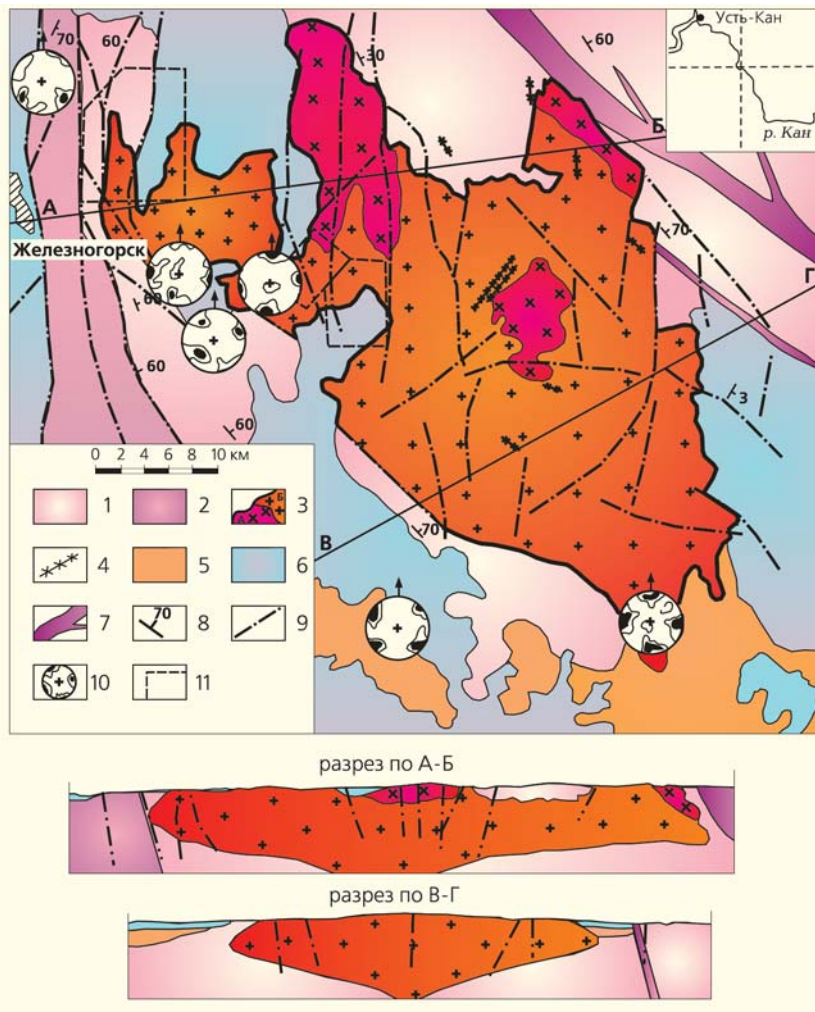 Усть-Кан
р. Кан
70
60
30
60
Б
А
Железногорск
70
Г
60
60
3
60
70
В
0 2 4 6 8 10 км
1
2
А Б 3
4
5
6
7
70 8
9
10
11
разрез по А-Б
разрез по В-Г